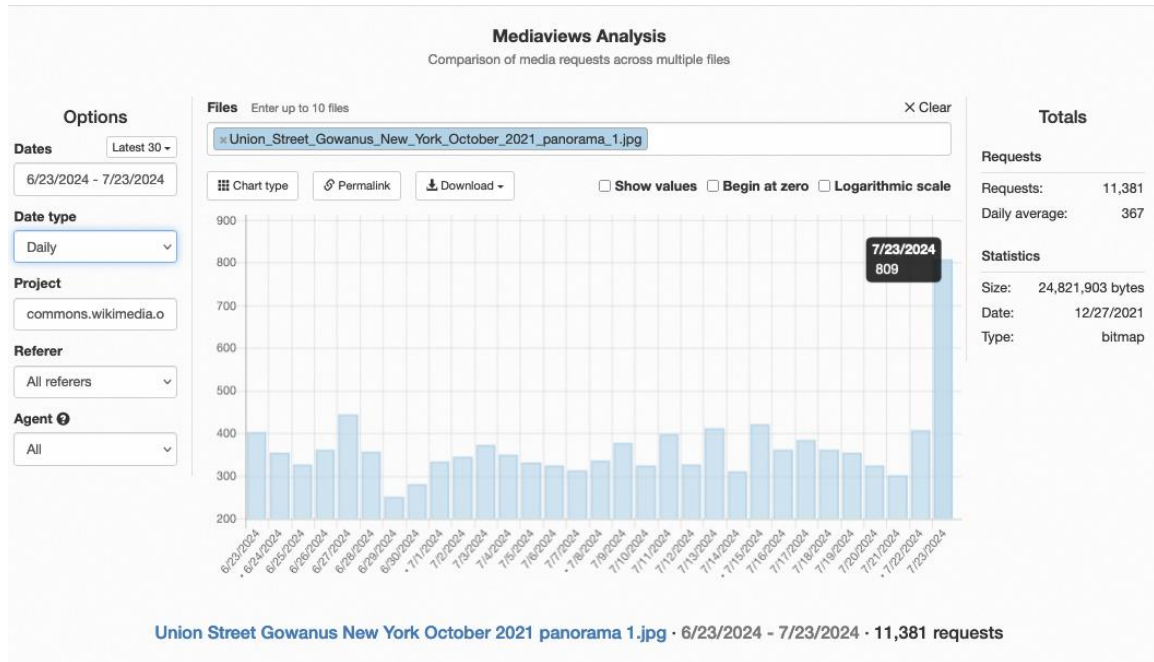 Mediaviews Analysis
Comparison of media requests across multiple files
Options
Dates
Latest 30
6/23/2024 - 7/23/2024
Date type
Daily
Project
commons.wikimedia.o
Referer
All referers
Agent
All
Files Enter up to 10 files
× Clear
× Union_Street_Gowanus_New_York_October_2021_panorama_1.jpg
Chart type
Permalink
Download
Show values
Begin at zero
Logarithmic scale
900
800
700
600
500
400
300
200
7/23/2024
809
6/23/2024
• 6/24/2024
6/25/2024
6/26/2024
6/27/2024
6/28/2024
6/29/2024
6/30/2024
• 7/1/2024
7/2/2024
7/3/2024
7/4/2024
7/5/2024
7/6/2024
7/7/2024
• 7/8/2024
7/9/2024
7/10/2024
7/11/2024
7/12/2024
7/13/2024
7/14/2024
• 7/15/2024
7/16/2024
7/17/2024
7/18/2024
7/19/2024
7/20/2024
7/21/2024
• 7/22/2024
7/23/2024
Totals
Requests
Requests: 11,381
Daily average: 367
Statistics
Size: 24,821,903 bytes
Date: 12/27/2021
Type: bitmap
Union Street Gowanus New York October 2021 panorama 1.jpg · 6/23/2024 - 7/23/2024 · 11,381 requests